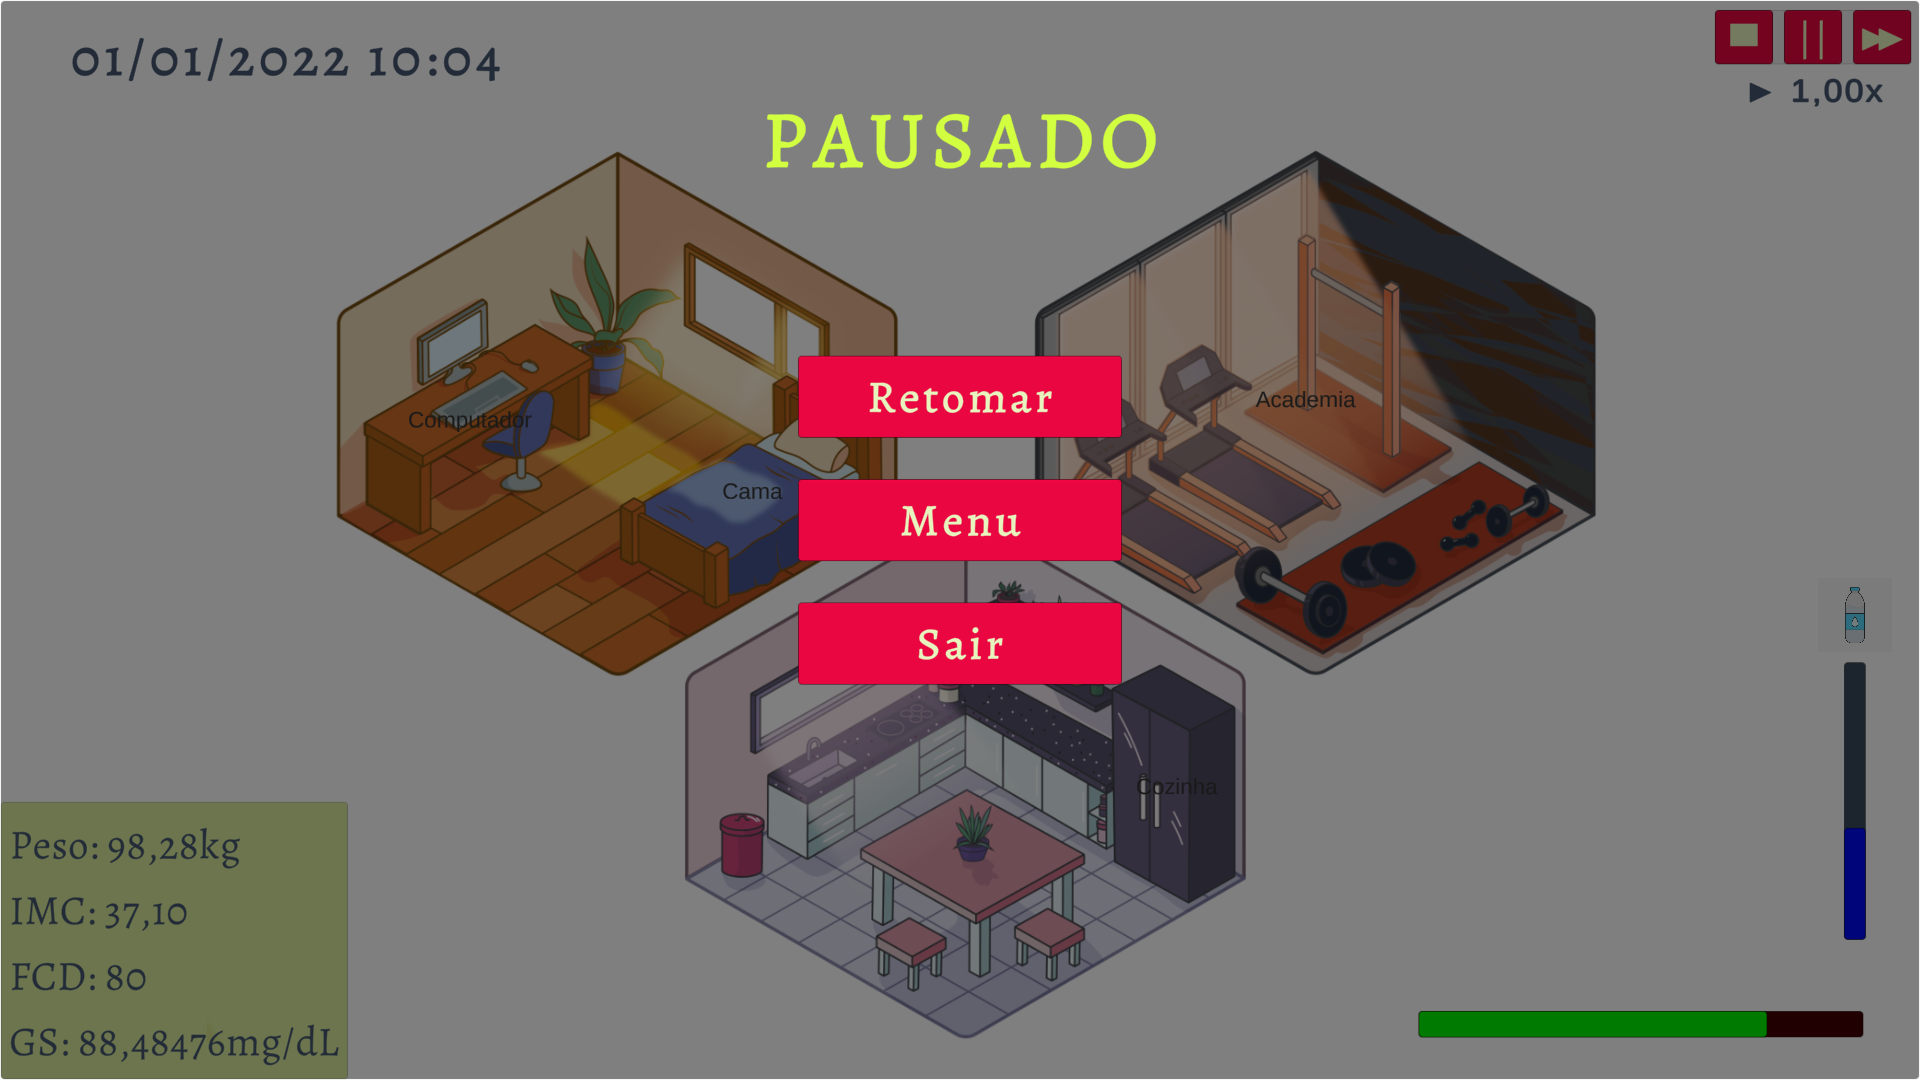 01/01/2022 10:04
1,00x
PAUSADO
Retomar
Academia
Computador
Cama
Menu
Sair
Cozinha
Peso: 98,28kg
IMC: 37,10
FCD: 80
GS: 88,48476mg/dL